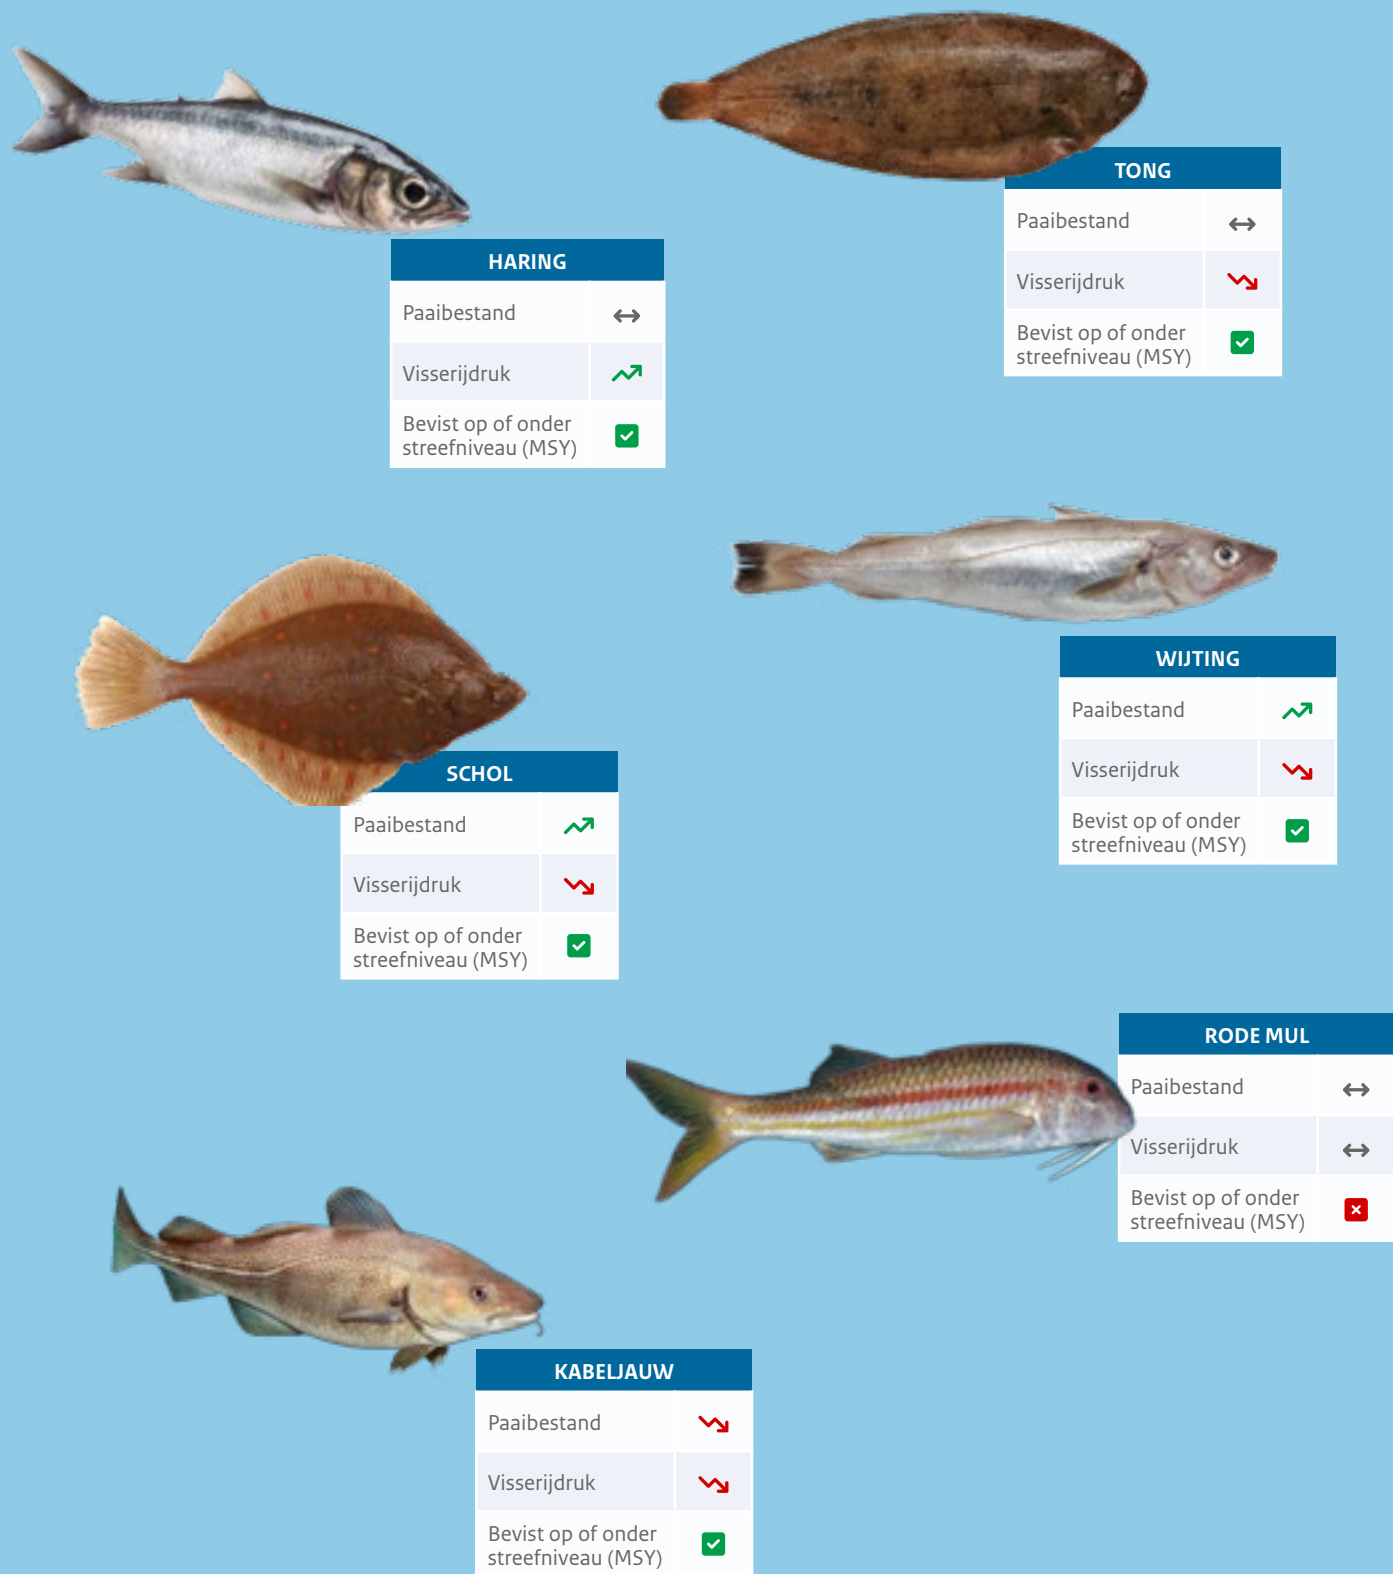 TONG
Paaibestand
Visserijdruk
Bevist op of onder
streefniveau (MSY)
HARING
Paaibestand
Visserijdruk
Bevist op of onder
streefniveau (MSY)
WIJTING
Paaibestand
Visserijdruk
Bevist op of onder
streefniveau (MSY)
SCHOL
Paaibestand
Visserijdruk
Bevist op of onder
streefniveau (MSY)
RODE MUL
Paaibestand
Visserijdruk
Bevist op of onder
streefniveau (MSY)
KABELJAUW
Paaibestand
Visserijdruk
Bevist op of onder
streefniveau (MSY)